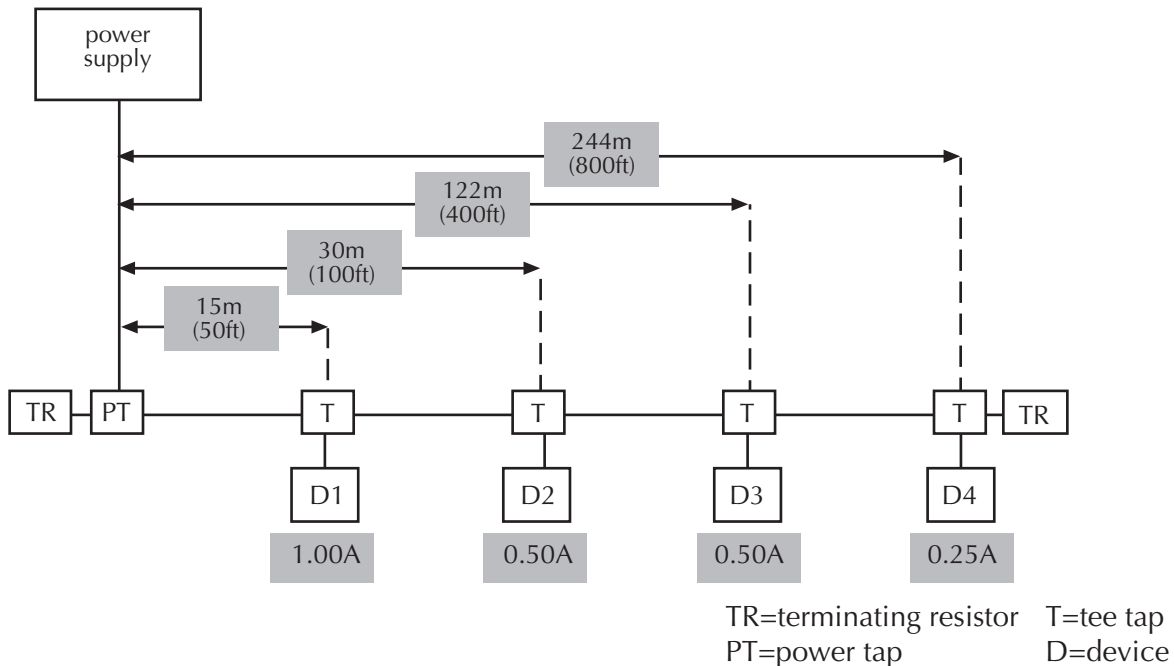 power
supply
244m
(800ft)
122m
(400ft)
30m
(100ft)
15m
(50ft)
TR PT T T T T TR
D1 D2 D3 D4
1.00A 0.50A 0.50A 0.25A
TR=terminating resistor T=tee tap
PT=power tap D=device